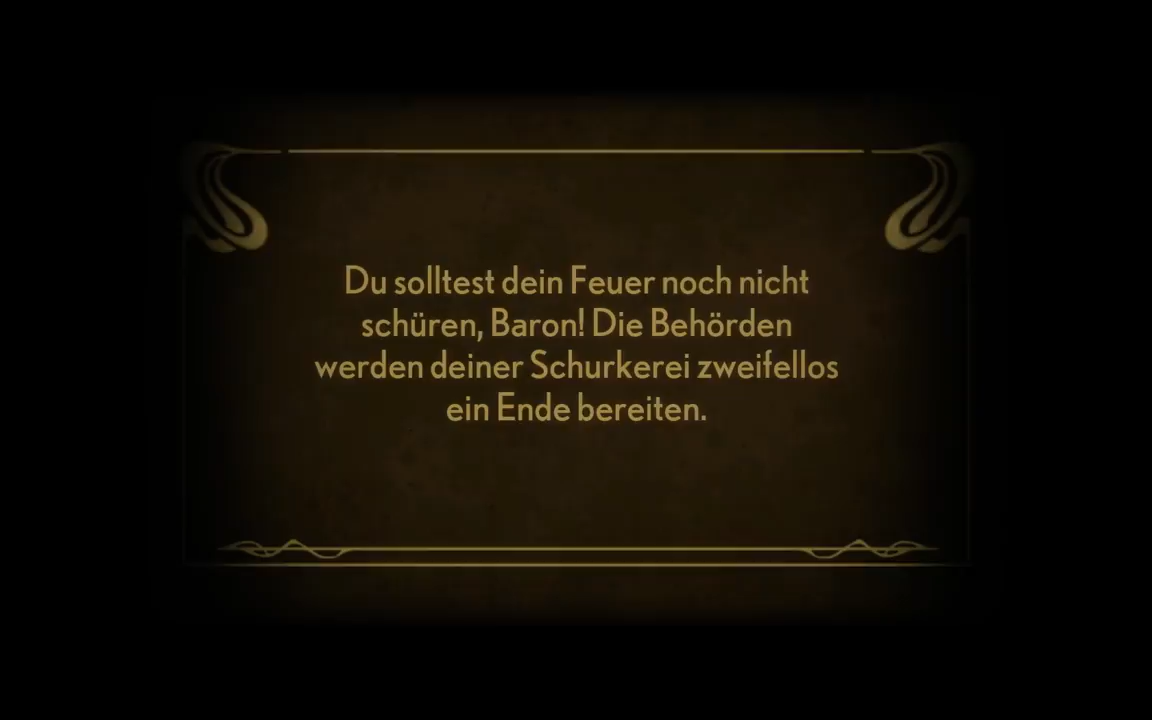 Du solltest dein Feuer noch nicht
schüren, Baron! Die Behörden
werden deiner Schurkerei zweifellos
ein Ende bereiten.